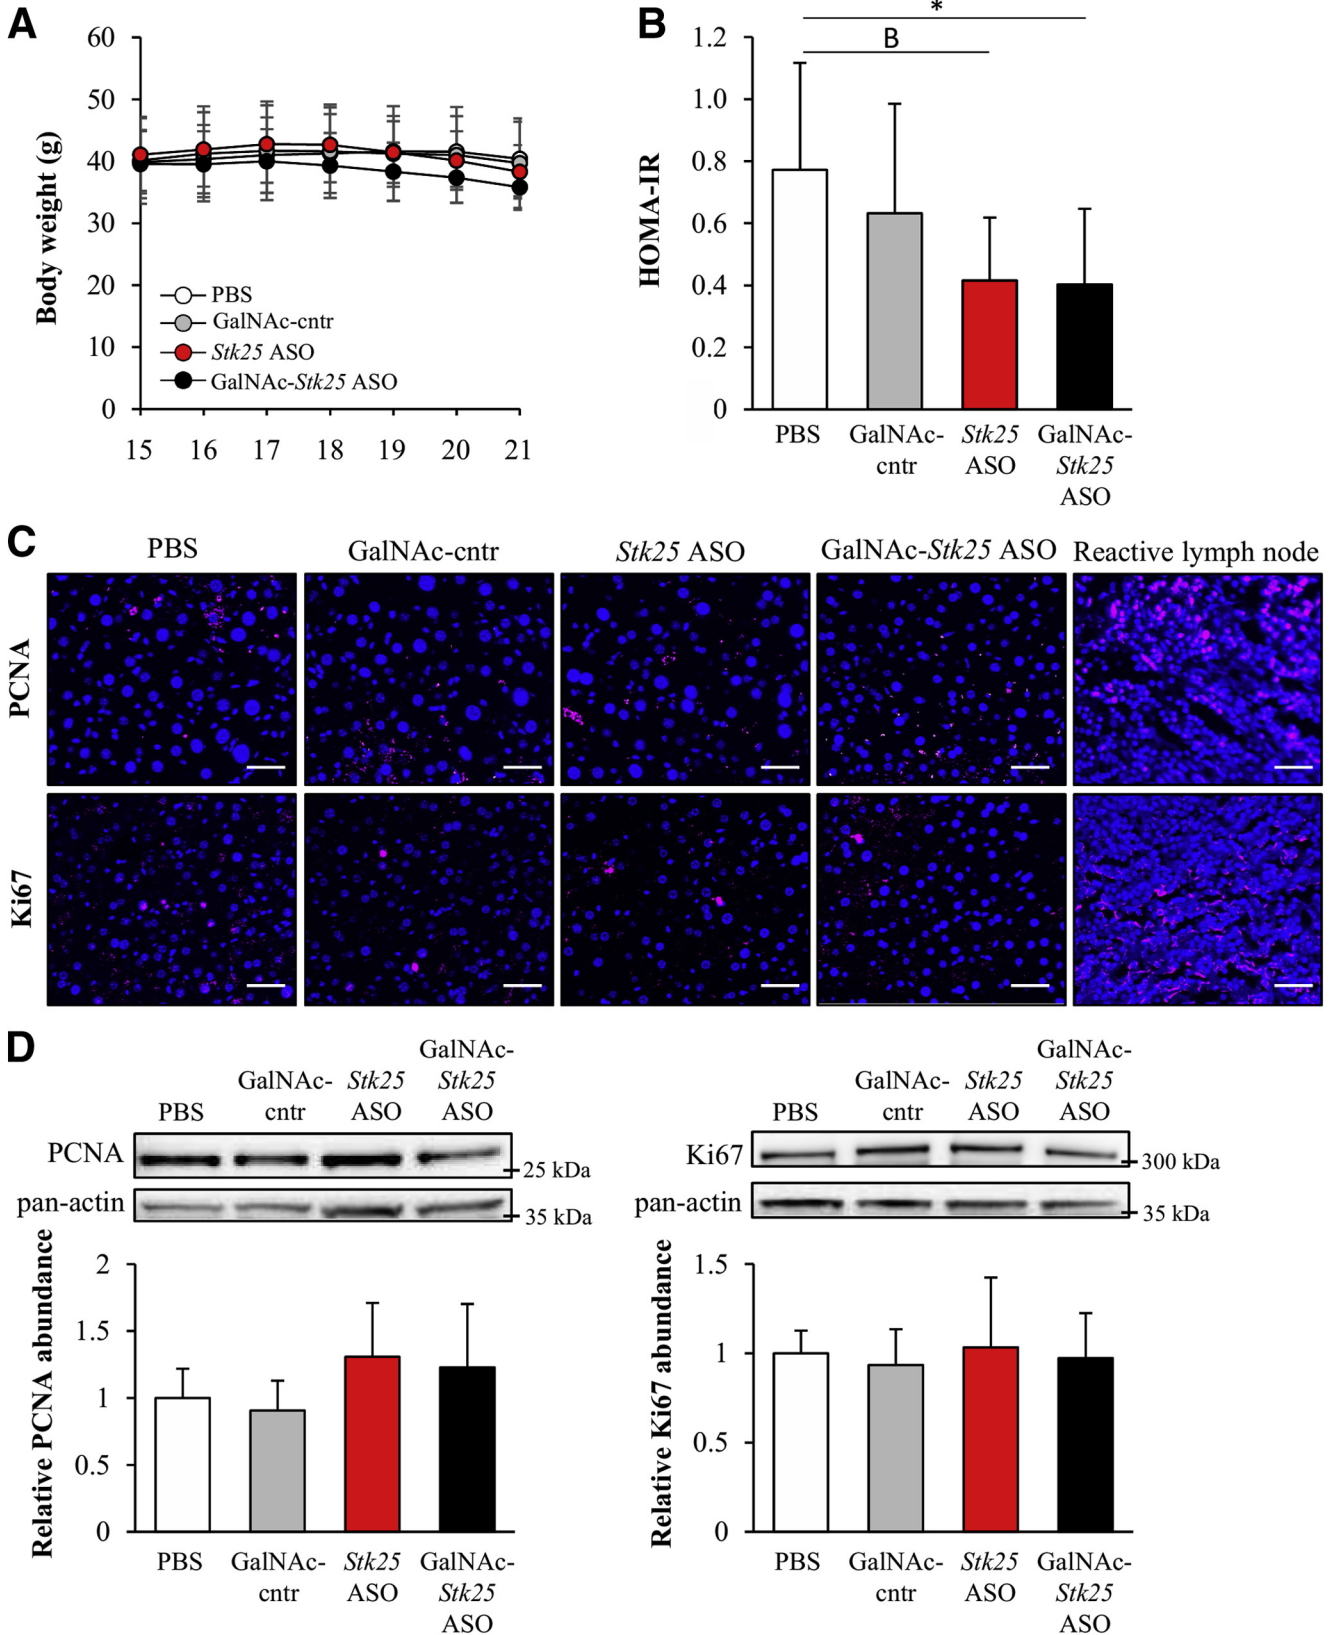 A
60
50
40
30
20
10
0
Body weight (g)
PBS
GalNAc-cntr
Stk25 ASO
GalNAc-Stk25 ASO
15 16 17 18 19 20 21
B
*
B
1.2
1.0
0.8
0.6
0.4
0.2
0
HOMA-IR
PBS GalNAc- Stk25 GalNAc-
cntr ASO Stk25
ASO
C
PBS GalNAc-cntr Stk25 ASO GalNAc-Stk25 ASO Reactive lymph node
PCNA
Ki67
D
GalNAc-
GalNAc- Stk25 Stk25
PBS cntr ASO ASO
PCNA
25 kDa
pan-actin
35 kDa
2
1.5
1
0.5
0
Relative PCNA abundance
PBS GalNAc- Stk25 GalNAc-
cntr ASO Stk25
ASO
GalNAc-
GalNAc- Stk25 Stk25
PBS cntr ASO ASO
Ki67
300 kDa
pan-actin
35 kDa
1.5
1
0.5
0
Relative Ki67 abundance
PBS GalNAc- Stk25 GalNAc-
cntr ASO Stk25
ASO